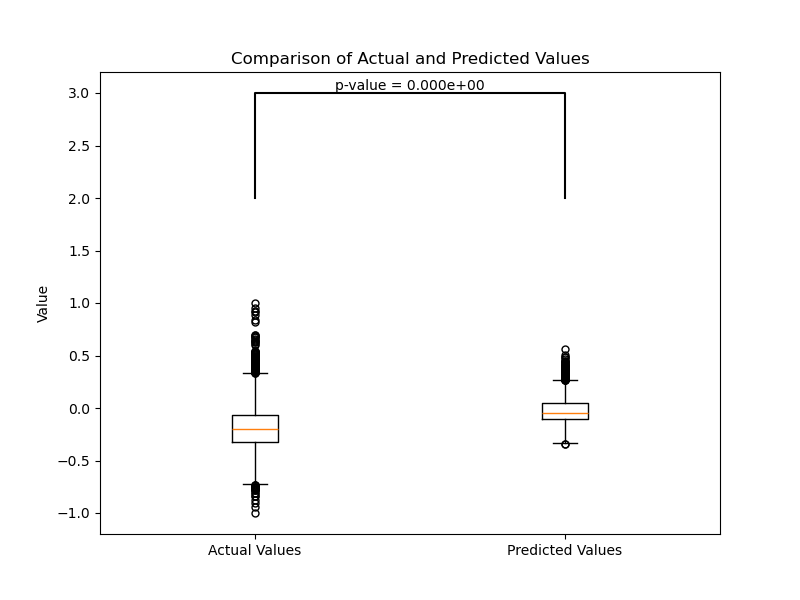 Comparison of Actual and Predicted Values
p-value = 0.000e+00
3.0
2.5
2.0
1.5
1.0
0.5
0.0
−0.5
−1.0
Value
Actual Values
Predicted Values